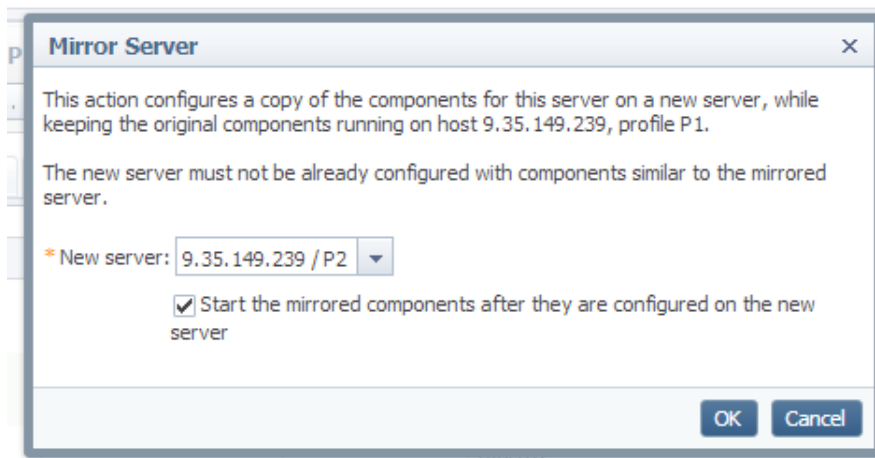 P
Mirror Server
This action configures a copy of the components for this server on a new server, while
keeping the original components running on host 9.35.149.239, profile P1.
The new server must not be already configured with components similar to the mirrored
server.
* New server: 9.35.149.239 / P2
Start the mirrored components after they are configured on the new
server
OK Cancel